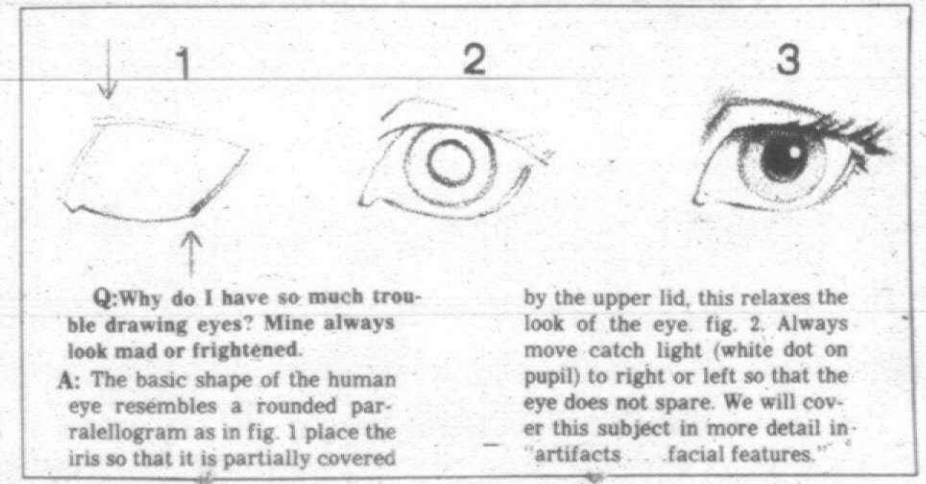 1 2 3
Q:Why do I have so much trou-
ble drawing eyes? Mine always
look mad or frightened.
A: The basic shape of the human
eye resembles a rounded par-
ralellogram as in fig. 1 place the
iris so that it is partially covered
by the upper lid, this relaxes the
look of the eye. fig. 2. Always
move catch light (white dot on
pupil) to right or left so that the
eye does not spare. We will cov-
er this subject in more detail in
"artifacts . . . facial features."